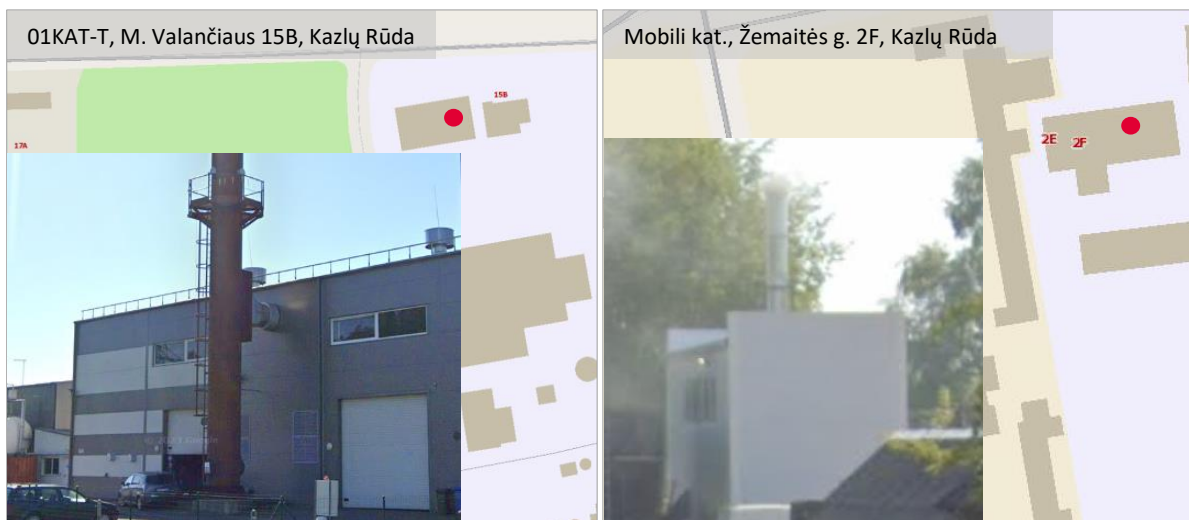 01KAT-T, M. Valančiaus 15B, Kazlų Rūda
15B
17A
Mobili kat., Žemaitės g. 2F, Kazlų Rūda
2E
2F